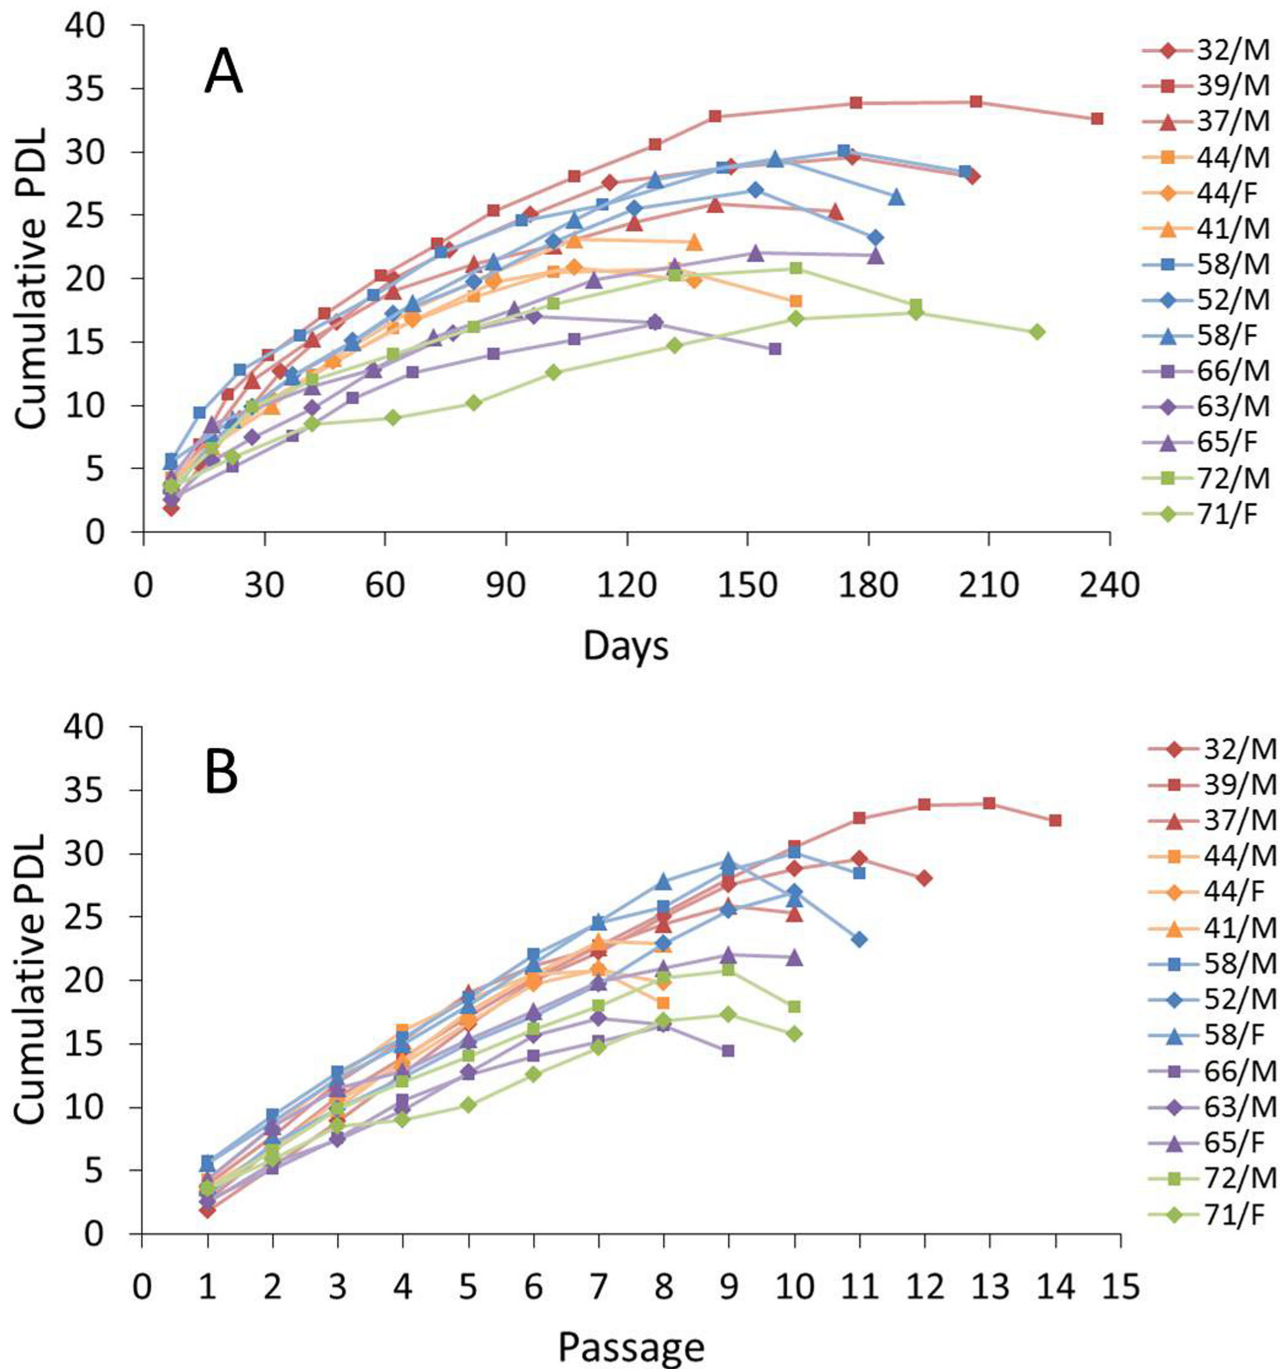 A
Cumulative PDL
40
35
30
25
20
15
10
5
0
0 30 60 90 120 150 180 210 240
Days
32/M
39/M
37/M
44/M
44/F
41/M
58/M
52/M
58/F
66/M
63/M
65/F
72/M
71/F
B
Cumulative PDL
40
35
30
25
20
15
10
5
0
0 1 2 3 4 5 6 7 8 9 10 11 12 13 14 15
Passage
32/M
39/M
37/M
44/M
44/F
41/M
58/M
52/M
58/F
66/M
63/M
65/F
72/M
71/F